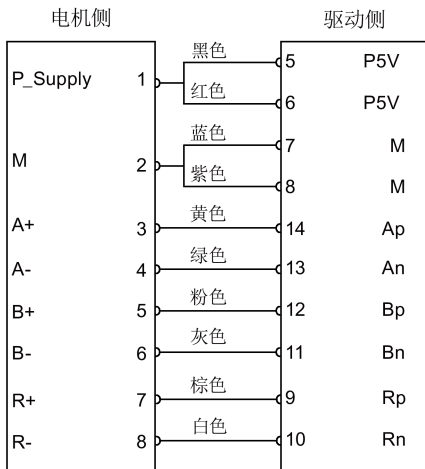 电机侧 驱动侧
黑色 5 P5V
P_Supply 1
红色 6 P5V
蓝色 7 M
M 2
紫色 8 M
A+ 3 黄色 14 Ap
A- 4 绿色 13 An
B+ 5 粉色 12 Bp
B- 6 灰色 11 Bn
R+ 7 棕色 9 Rp
R- 8 白色 10 Rn